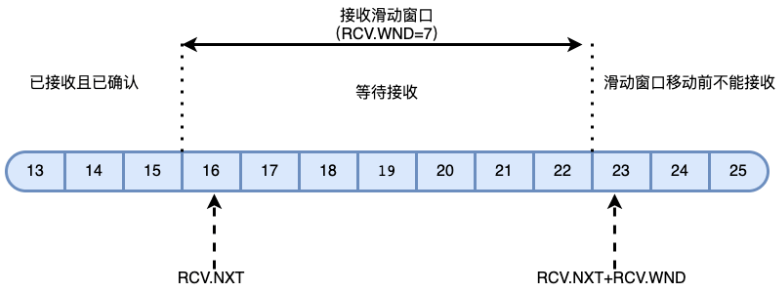 接收滑动窗口
(RCV.WND=7)
已接收且已确认
等待接收
滑动窗口移动前不能接收
13 14 15 16 17 18 19 20 21 22 23 24 25
RCV.NXT
RCV.NXT+RCV.WND